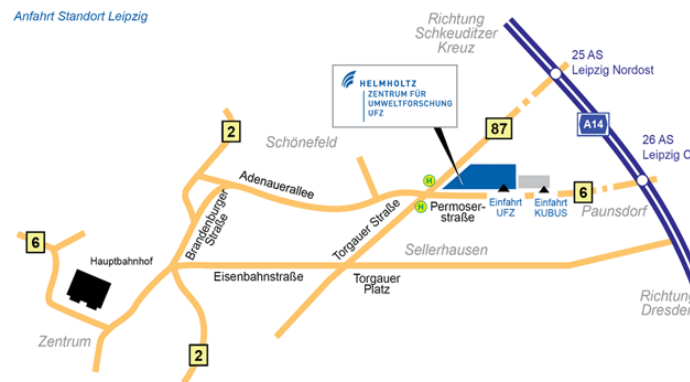 Anfahrt Standort Leipzig
Richtung
Schkeuditzer
Kreuz
25 AS
Leipzig Nordost
HELMHOLTZ
ZENTRUM FÜR
UMWELTFORSCHUNG
UFZ
87
A14
2
Schönefeld
26 AS
Leipzig
Adenauerallee
H
H
6
Permoser-
straße
Einfahrt
UFZ
Einfahrt
KUBUS
Paunsdorf
Brandenburger
Straße
Torgauer Straße
6
Hauptbahnhof
Sellerhausen
Eisenbahnstraße
Torgauer
Platz
Richtung
Dresden
Zentrum
2